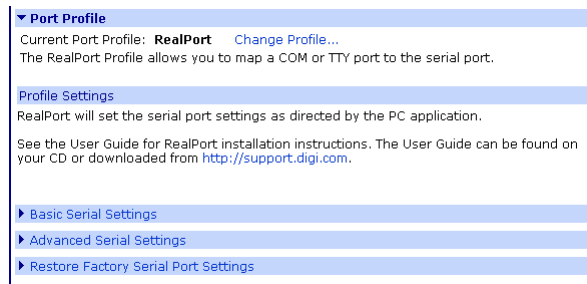 Port Profile
Current Port Profile: RealPort Change Profile...
The RealPort Profile allows you to map a COM or TTY port to the serial port.
Profile Settings
RealPort will set the serial port settings as directed by the PC application.
See the User Guide for RealPort installation instructions. The User Guide can be found on
your CD or downloaded from http://support.digi.com.
Basic Serial Settings
Advanced Serial Settings
Restore Factory Serial Port Settings